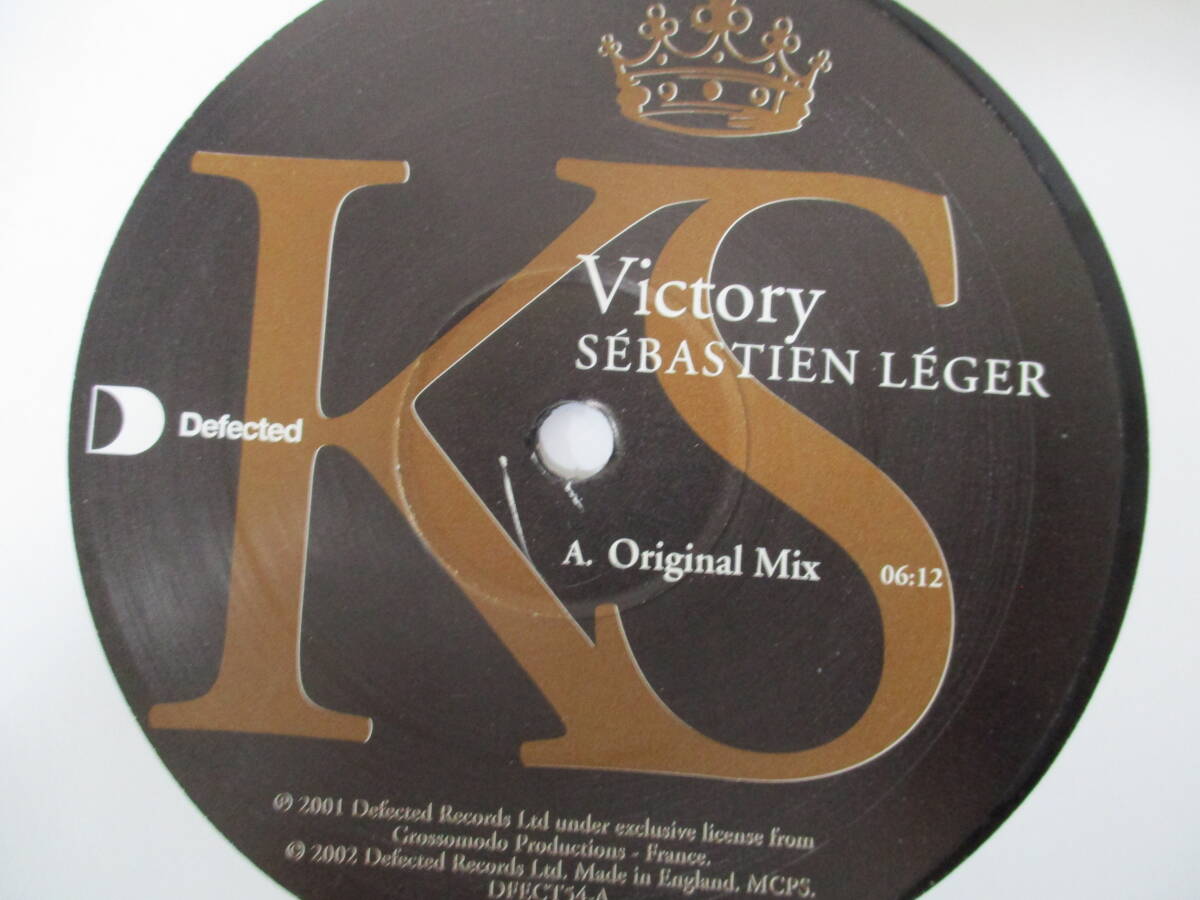 KS
Victory
SÉBASTIEN LÉGER
Defected
A. Original Mix 06:12
℗ 2001 Defected Records Ltd under exclusive license from
Grossomodo Productions - France.
© 2002 Defected Records Ltd. Made in England. MCPS.
DFECT54-A